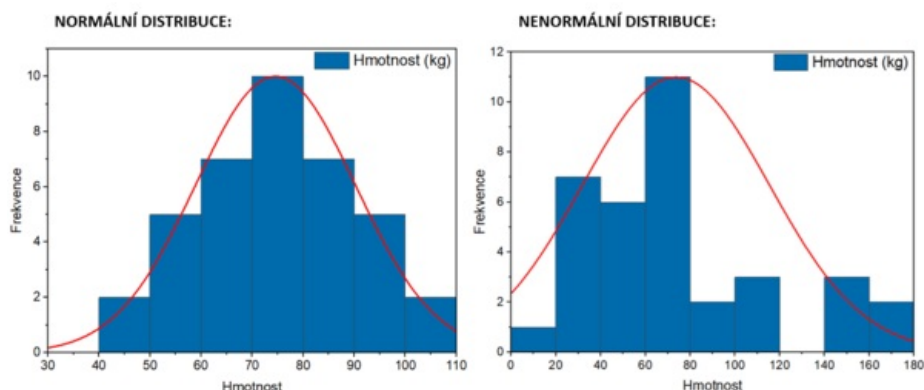 NORMÁLNÍ DISTRIBUCE:
Hmotnost (kg)
10
8
6
4
2
0
Frekvence
30 40 50 60 70 80 90 100 110
Hmotnost
NENORMÁLNÍ DISTRIBUCE:
Hmotnost (kg)
12
10
8
6
4
2
0
Frekvence
0 20 40 60 80 100 120 140 160 180
Hmotnost